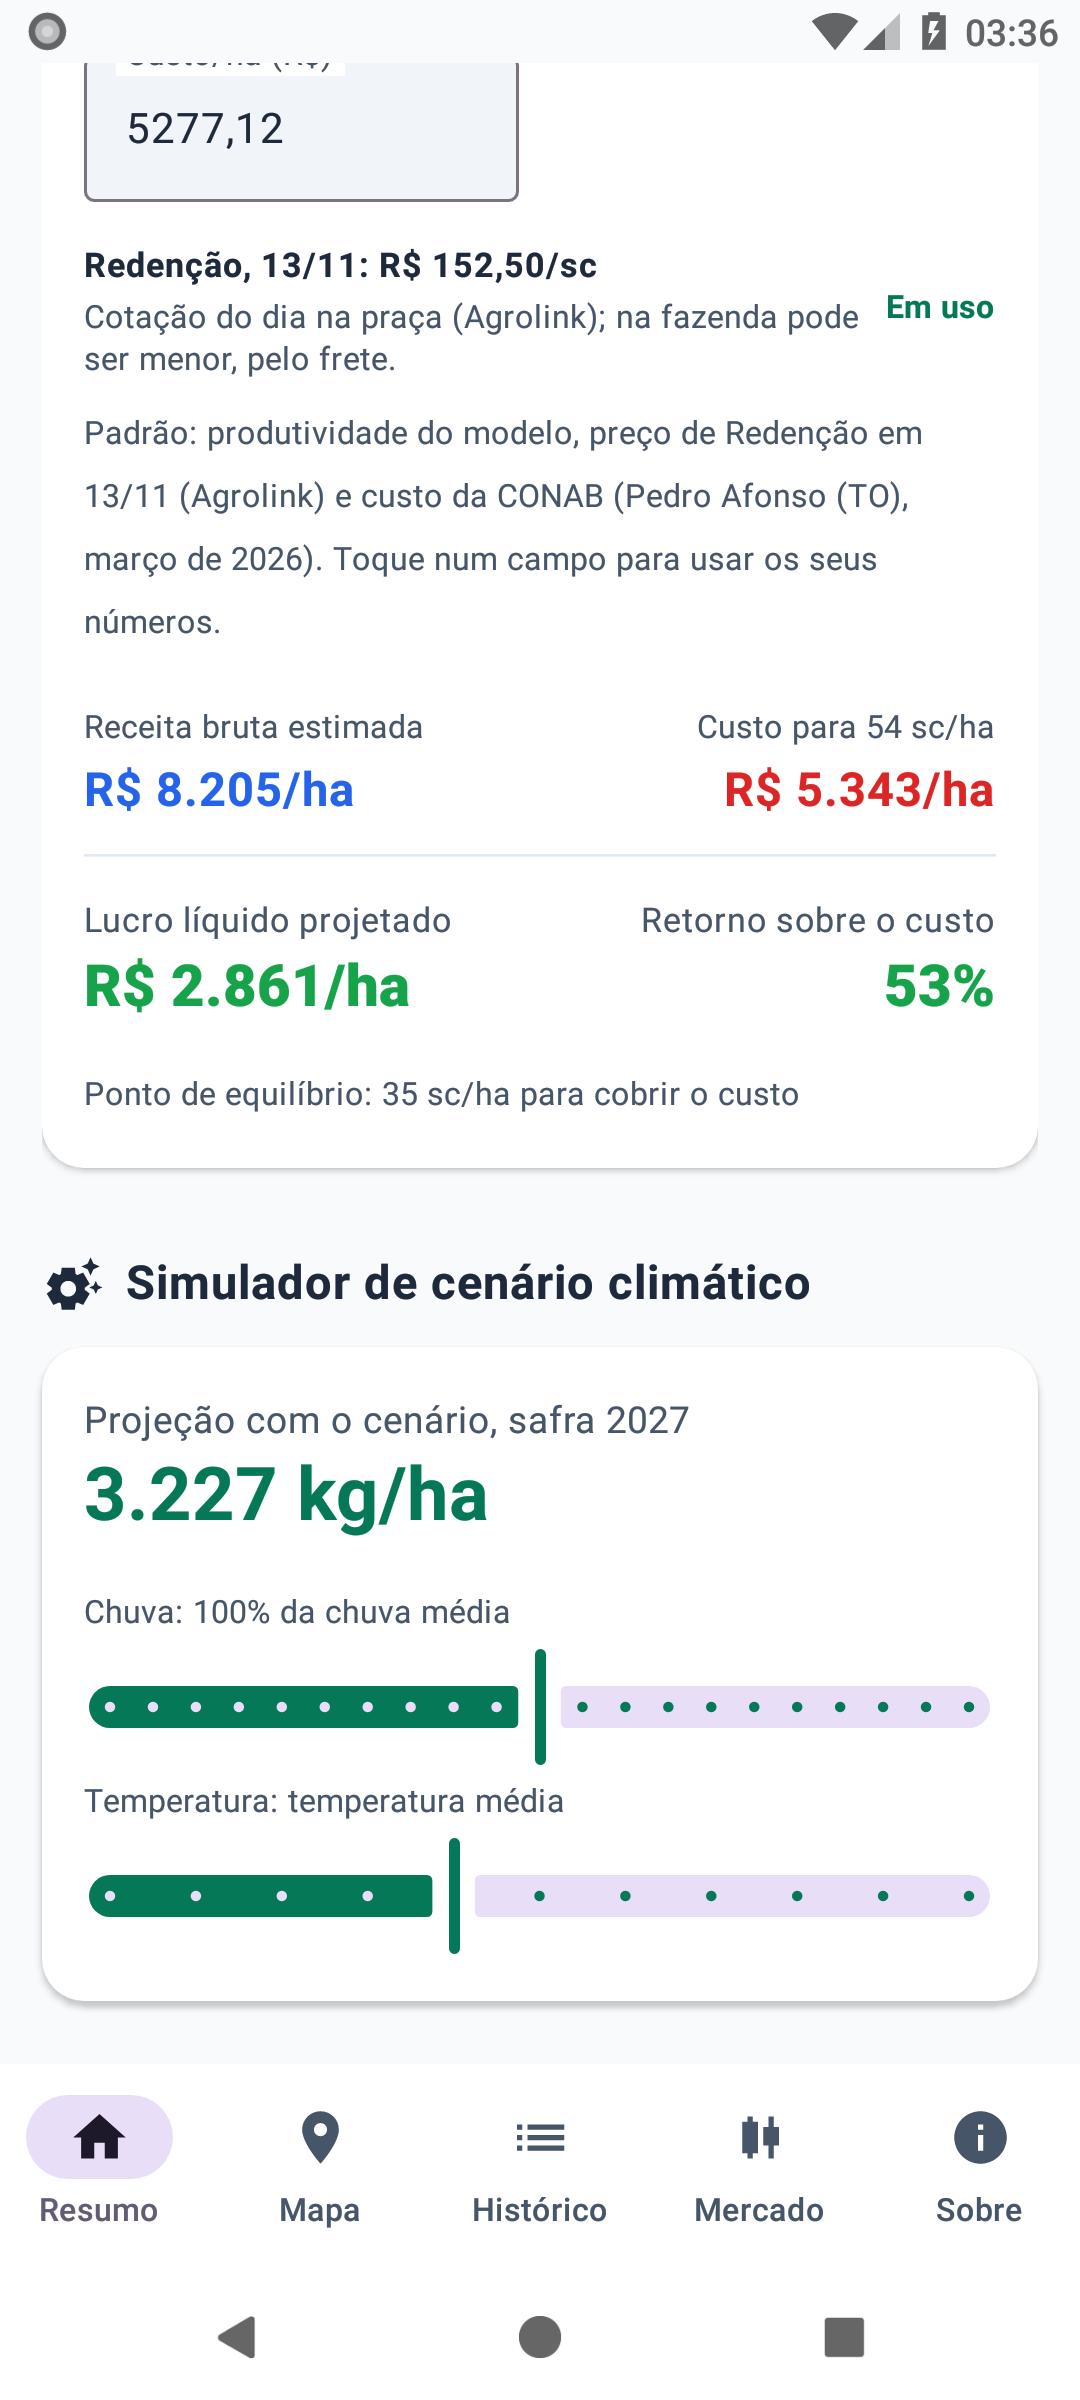 03:36
Custo/ha (R$)
5277,12
Redenção, 13/11: R$ 152,50/sc
Cotação do dia na praça (Agrolink); na fazenda pode
ser menor, pelo frete.
Em uso
Padrão: produtividade do modelo, preço de Redenção em
13/11 (Agrolink) e custo da CONAB (Pedro Afonso (TO),
março de 2026). Toque num campo para usar os seus
números.
Receita bruta estimada
R$ 8.205/ha
Custo para 54 sc/ha
R$ 5.343/ha
Lucro líquido projetado
R$ 2.861/ha
Retorno sobre o custo
53%
Ponto de equilíbrio: 35 sc/ha para cobrir o custo
Simulador de cenário climático
Projeção com o cenário, safra 2027
3.227 kg/ha
Chuva: 100% da chuva média
Temperatura: temperatura média
Resumo
Mapa
Histórico
Mercado
Sobre